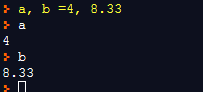 > a, b =4, 8.33
> a
4
> b
8.33
>